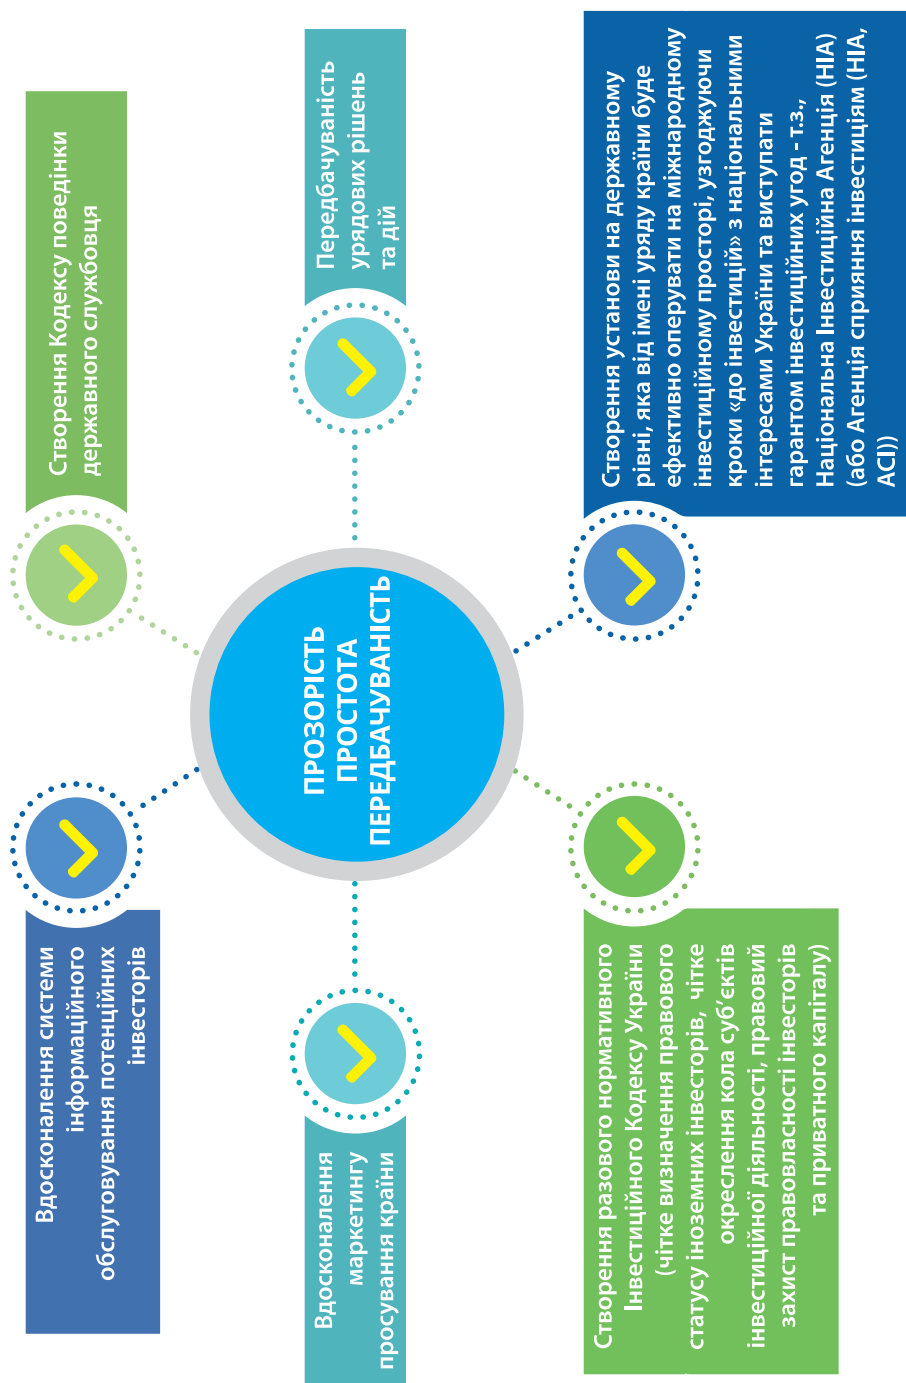 Вдосконалення системи
інформаційного
обслуговування потенційних
інвесторів
Створення Кодексу поведінки
державного службовця
Вдосконалення
маркетингу
просування країни
ПРОЗОРІСТЬ
ПРОСТОТА
ПЕРЕДБАЧУВАНІСТЬ
Передбачуваність
урядових рішень
та дій
Створення разового нормативного
Інвестиційного Кодексу України
(чітке визначення правового
статусу іноземних інвесторів, чітке
окреслення кола суб’єктів
інвестиційної діяльності, правовий
захист правовласності інвесторів
та приватного капіталу)
Створення установи на державному
рівні, яка від імені уряду країни буде
ефективно оперувати на міжнародному
інвестиційному просторі, узгоджуючи
кроки «до інвестицій» з національними
інтересами України та виступати
гарантом інвестиційних угод - т.з.,
Національна Інвестиційна Агенція (НІА)
(або Агенція сприяння інвестиціям (НІА,
АСІ))